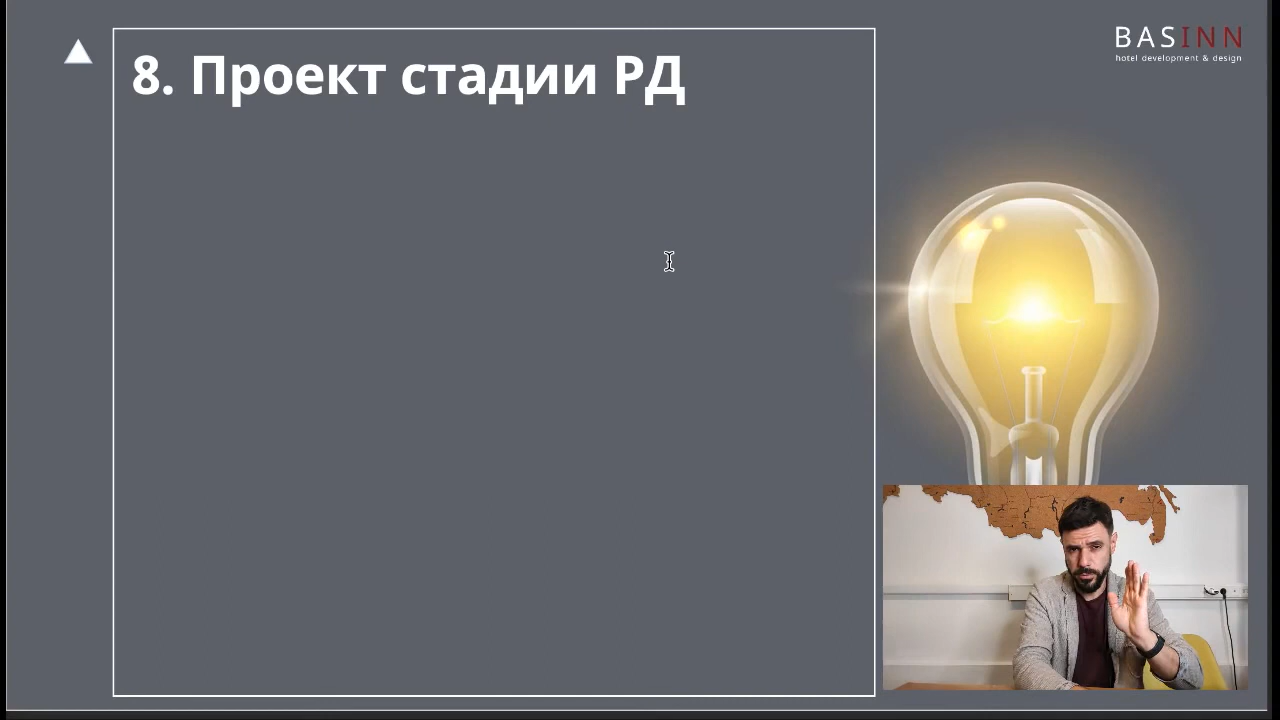 8. Проект стадии РД
BASINN
hotel development & design